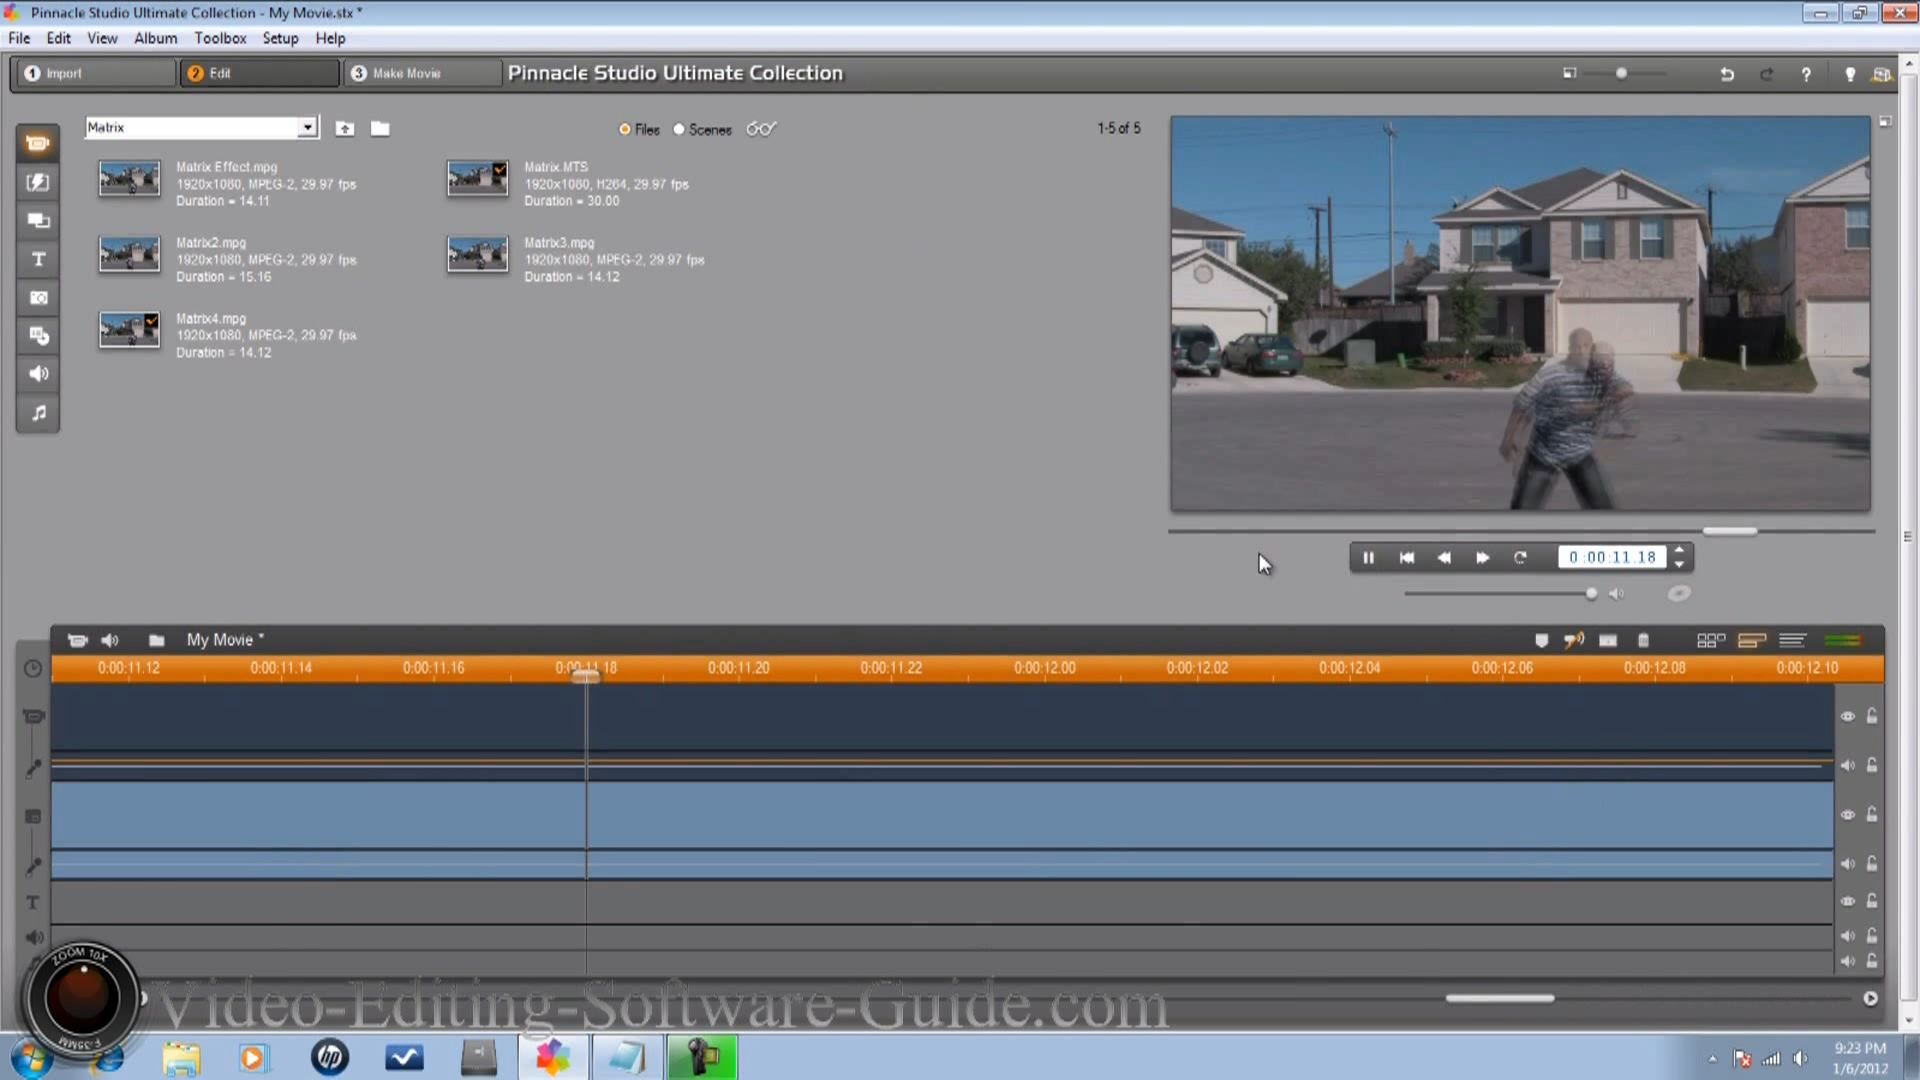 Pinnacle Studio Ultimate Collection - My Movie.stx *
File Edit View Album Toolbox Setup Help
1 Import 2 Edit 3 Make Movie Pinnacle Studio Ultimate Collection ?
Matrix Files Scenes 1-5 of 5
Matrix Effect.mpg
1920x1080, MPEG-2, 29.97 fps
Duration = 14.11
Matrix.MTS
1920x1080, H264, 29.97 fps
Duration = 30.00
Matrix2.mpg
1920x1080, MPEG-2, 29.97 fps
Duration = 15.16
Matrix3.mpg
1920x1080, MPEG-2, 29.97 fps
Duration = 14.12
Matrix4.mpg
1920x1080, MPEG-2, 29.97 fps
Duration = 14.12
T
0:00:11.18
My Movie *
0:00:11.12 0:00:11.14 0:00:11.16 0:00:11.18 0:00:11.20 0:00:11.22 0:00:12.00 0:00:12.02 0:00:12.04 0:00:12.06 0:00:12.08 0:00:12.10
T
ZOOM 10X
F.35MM
Video-Editing-Software-Guide.com
hp
9:23 PM
1/6/2012